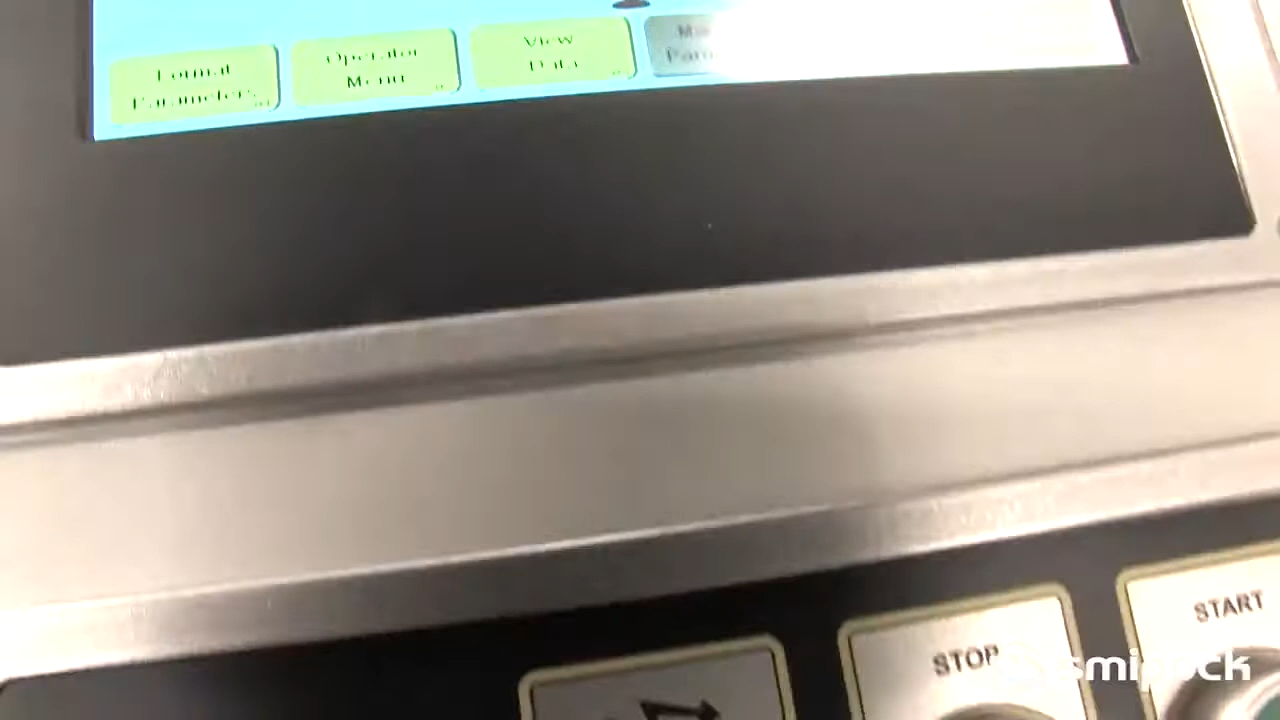 Format
Parameters
Operator
Menu
View
Data
STOP
START